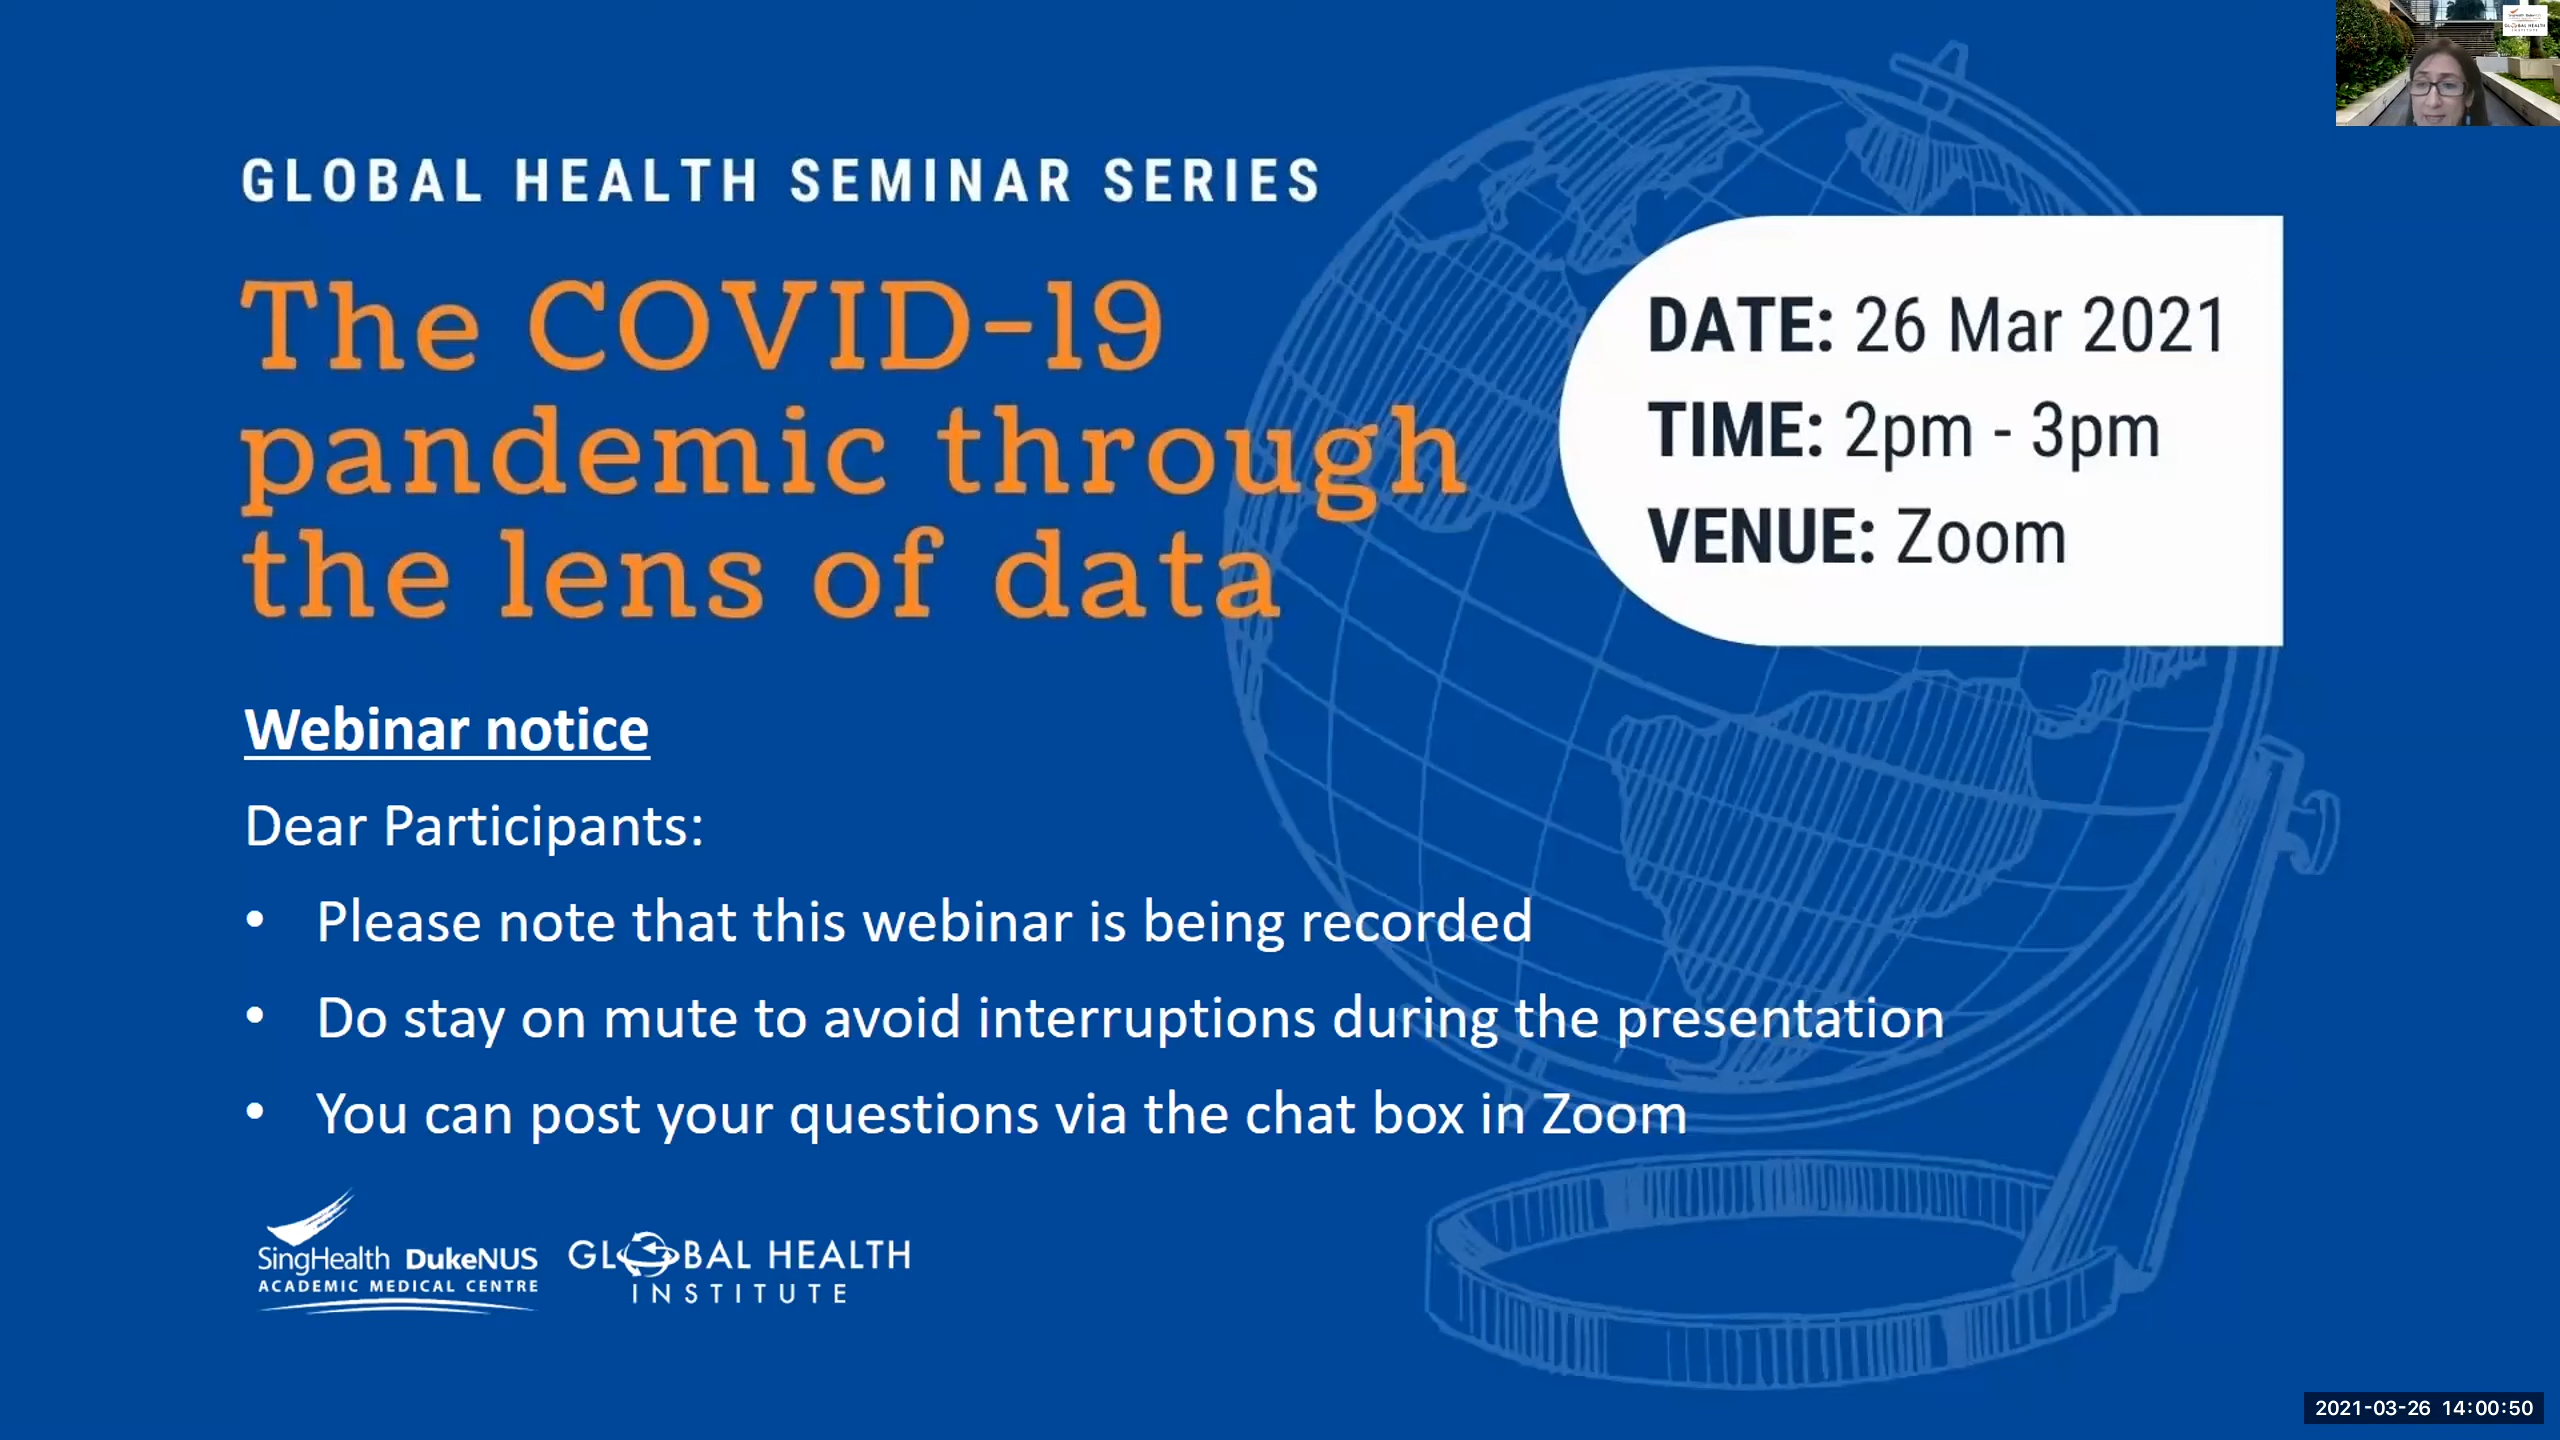 GLOBAL HEALTH SEMINAR SERIES
The COVID-19
pandemic through
the lens of data
DATE: 26 Mar 2021
TIME: 2pm - 3pm
VENUE: Zoom
Webinar notice
Dear Participants:
• Please note that this webinar is being recorded
• Do stay on mute to avoid interruptions during the presentation
• You can post your questions via the chat box in Zoom
SingHealth DukeNUS
ACADEMIC MEDICAL CENTRE
GLOBAL HEALTH
INSTITUTE
2021-03-26 14:00:50